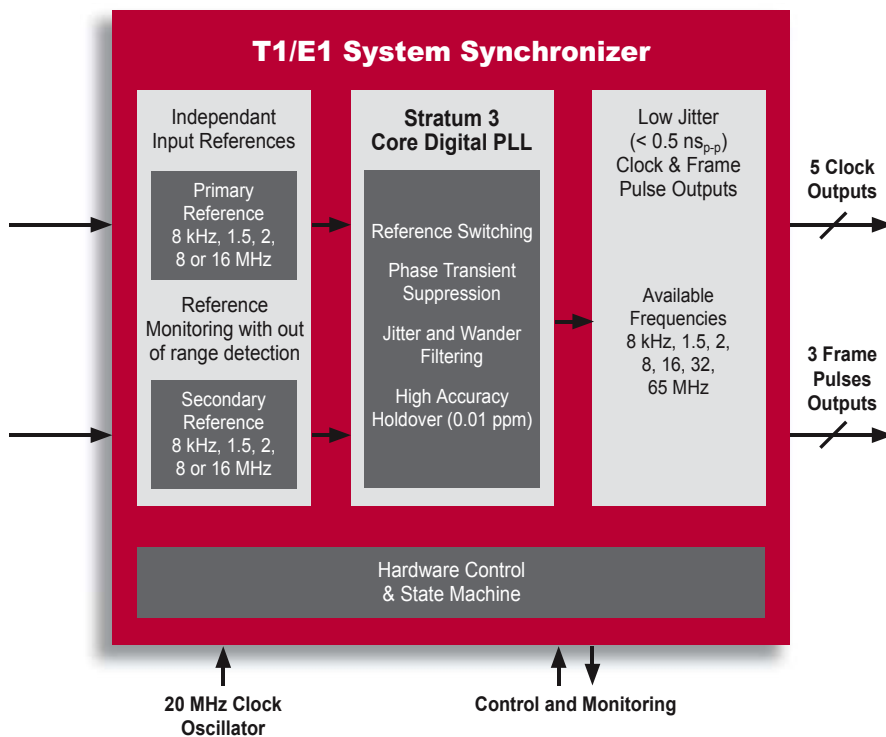 T1/E1 System Synchronizer
Independant
Input References
Primary
Reference
8 kHz, 1.5, 2,
8 or 16 MHz
Reference
Monitoring with out
of range detection
Secondary
Reference
8 kHz, 1.5, 2,
8 or 16 MHz
Stratum 3
Core Digital PLL
Reference Switching
Phase Transient
Suppression
Jitter and Wander
Filtering
High Accuracy
Holdover (0.01 ppm)
Low Jitter
(< 0.5 nsp-p)
Clock & Frame
Pulse Outputs
Available
Frequencies
8 kHz, 1.5, 2,
8, 16, 32,
65 MHz
5 Clock
Outputs
3 Frame
Pulses
Outputs
Hardware Control
& State Machine
20 MHz Clock
Oscillator
Control and Monitoring